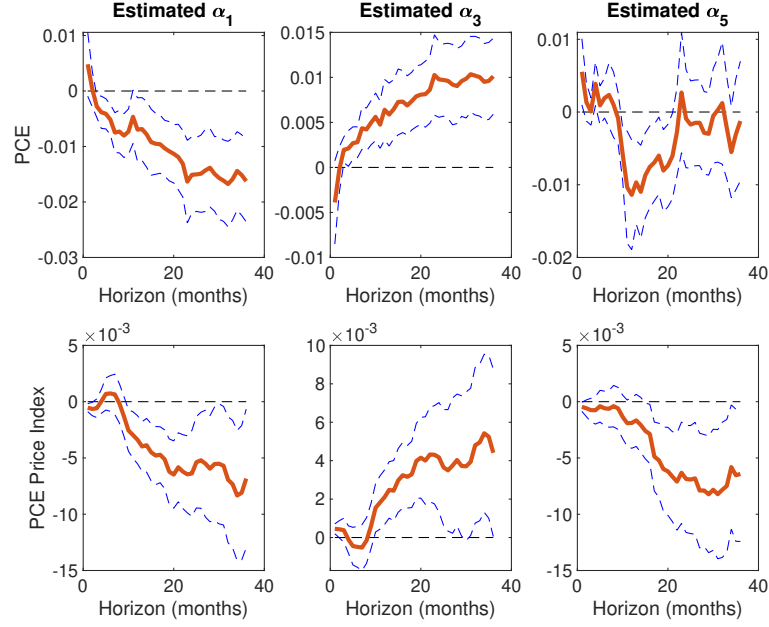 Estimated α1
Estimated α3
Estimated α5
PCE
0.01
0
-0.01
-0.02
-0.03
0 20 40
Horizon (months)
0.015
0.01
0.005
0
-0.005
-0.01
0 20 40
Horizon (months)
0.01
0
-0.01
-0.02
0 20 40
Horizon (months)
PCE Price Index
×10-3
5
0
-5
-10
-15
0 20 40
Horizon (months)
×10-3
10
8
6
4
2
0
0 20 40
Horizon (months)
×10-3
5
0
-5
-10
-15
0 20 40
Horizon (months)